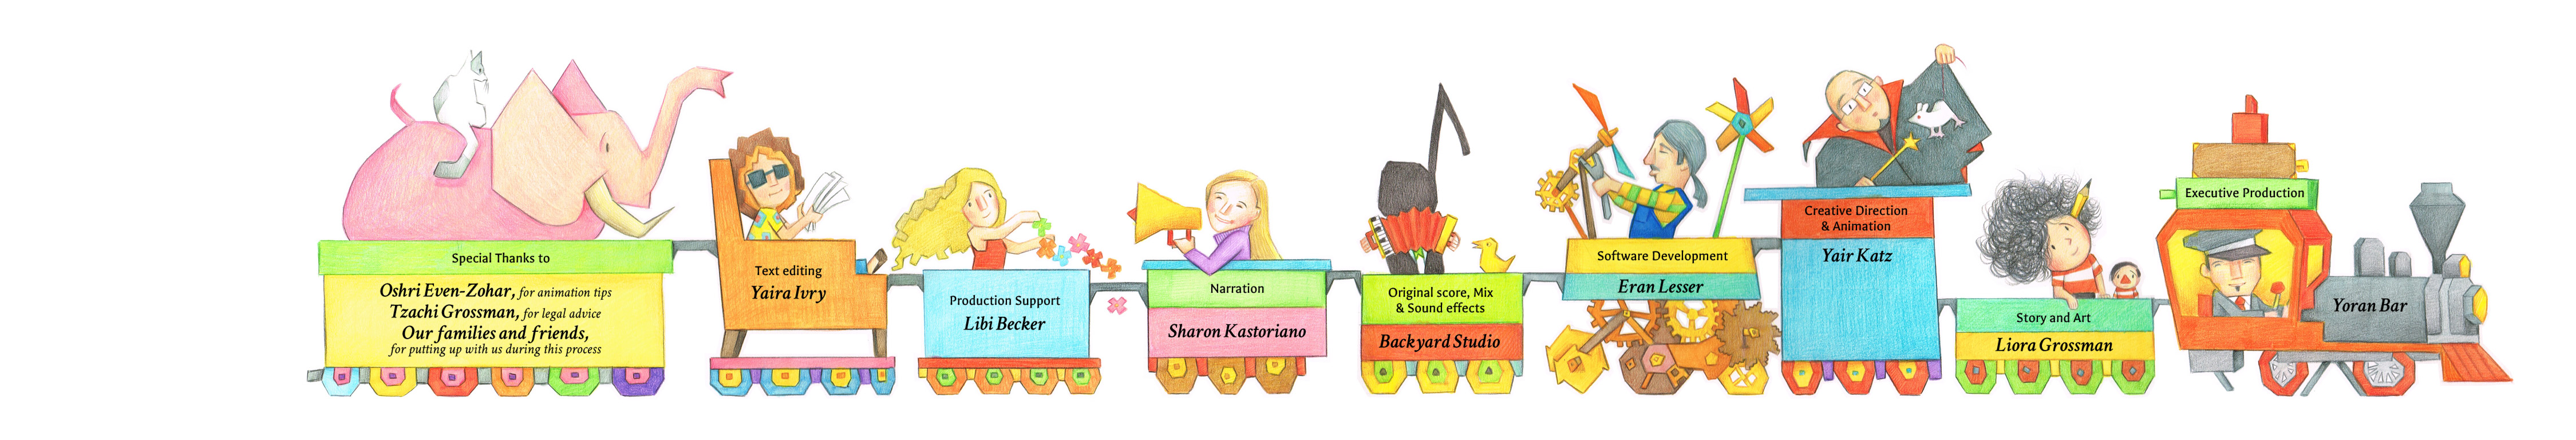 Special Thanks to
Oshri Even-Zohar, for animation tips
Tzachi Grossman, for legal advice
Our families and friends,
for putting up with us during this process
Text editing
Yaira Ivry
Production Support
Libi Becker
Narration
Sharon Kastoriano
Original score, Mix
& Sound effects
Backyard Studio
Software Development
Eran Lesser
Creative Direction
& Animation
Yair Katz
Story and Art
Liora Grossman
Executive Production
Yoran Bar